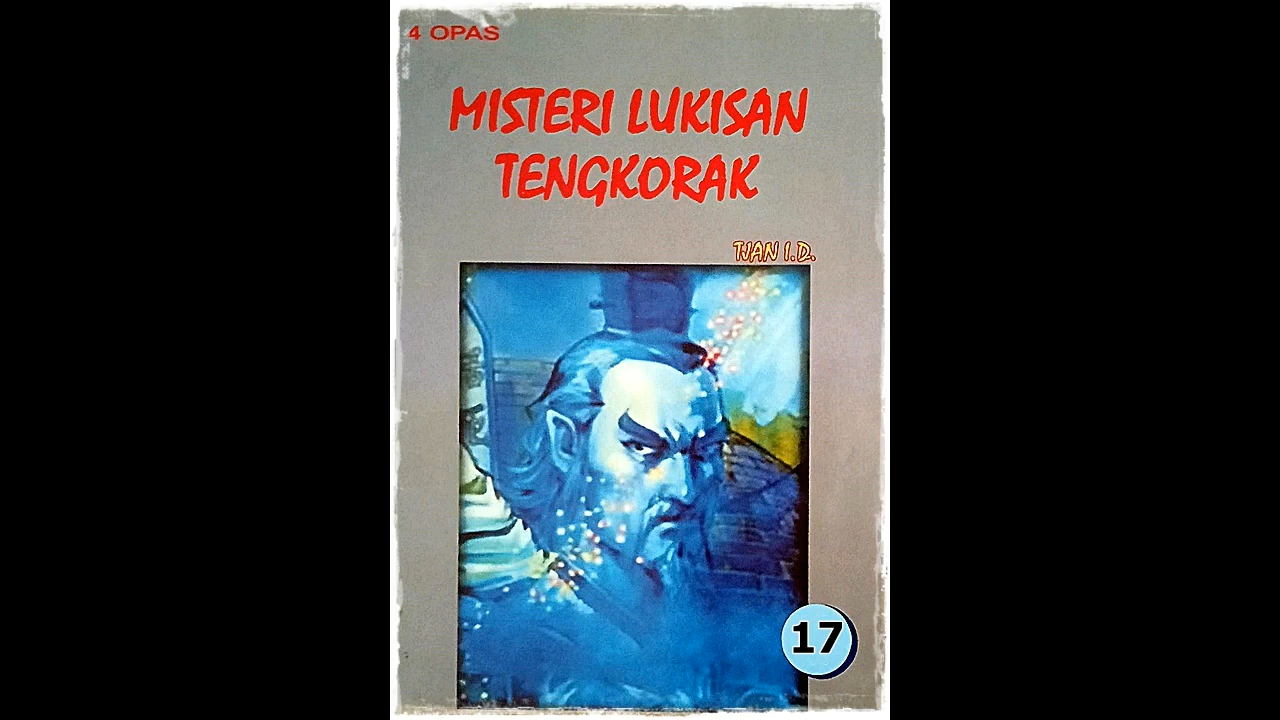 4 OPAS
MISTERI LUKISAN
TENGKORAK
TJAN I.D.
17